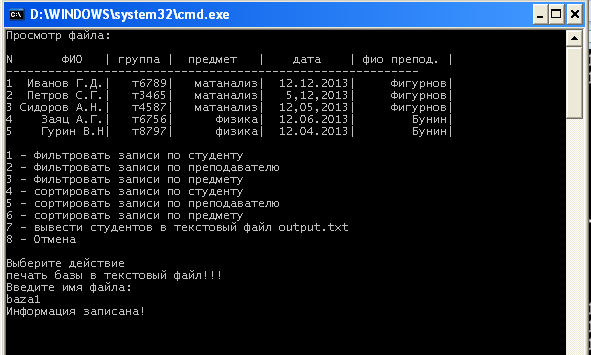 D:\WINDOWS\system32\cmd.exe
Просмотр файла:
N ФИО | группа | предмет | дата | фио препод. |
---------------------------------------------------------------
1 Иванов Г.Д.| т6789| матанализ| 12.12.2013| Фигурнов|
2 Петров С.Г.| т3465| матанализ| 5,12,2013| Фигурнов|
3 Сидоров А.Н.| т4587| матанализ| 12,05,2013| Фигурнов|
4 Заяц А.Г.| т6756| физика| 12.06.2013| Бунин|
5 Гурин В.Н| т8797| физика| 12.04.2013| Бунин|
1 - Фильтровать записи по студенту
2 - Фильтровать записи по преподавателю
3 - Фильтровать записи по предмету
4 - сортировать записи по студенту
5 - сортировать записи по преподавателю
6 - сортировать записи по предмету
7 - вывести студентов в текстовый файл output.txt
8 - Отмена
Выберите действие
печать базы в текстовый файл!!!
Введите имя файла:
baza1
Информация записана!